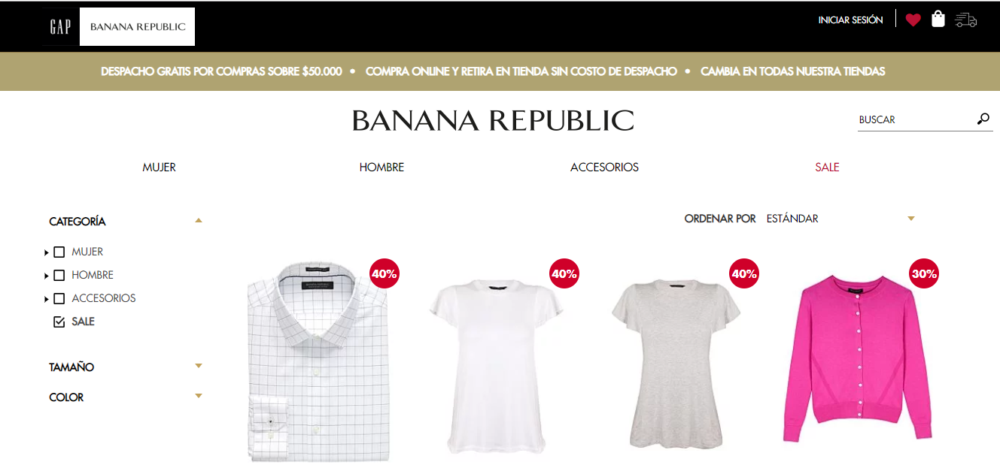 GAP BANANA REPUBLIC INICIAR SESIÓN
DESPACHO GRATIS POR COMPRAS SOBRE $50.000 • COMPRA ONLINE Y RETIRA EN TIENDA SIN COSTO DE DESPACHO • CAMBIA EN TODAS NUESTRA TIENDAS
BANANA REPUBLIC
BUSCAR
MUJER HOMBRE ACCESORIOS SALE
CATEGORÍA
ORDENAR POR ESTÁNDAR
MUJER
HOMBRE
ACCESORIOS
SALE
TAMAÑO
COLOR
40% 40% 40% 30%
BANANA REPUBLIC